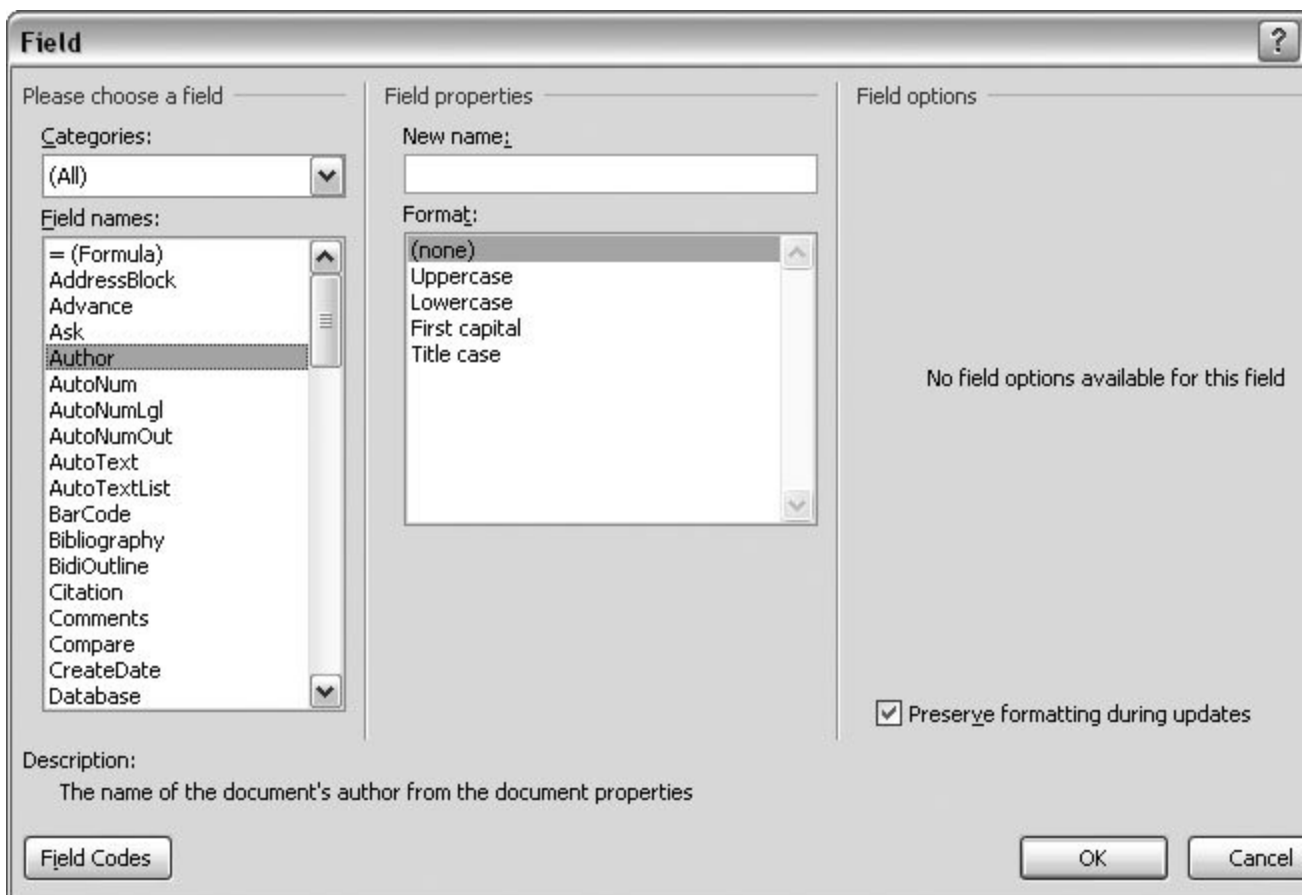 Field
?
Please choose a field
Categories:
(All)
Field names:
= (Formula)
AddressBlock
Advance
Ask
Author
AutoNum
AutoNumLgl
AutoNumOut
AutoText
AutoTextList
BarCode
Bibliography
BidiOutline
Citation
Comments
Compare
CreateDate
Database
Field properties
New name:
Format:
(none)
Uppercase
Lowercase
First capital
Title case
Field options
No field options available for this field
Preserve formatting during updates
Description:
The name of the document's author from the document properties
Field Codes
OK
Cancel